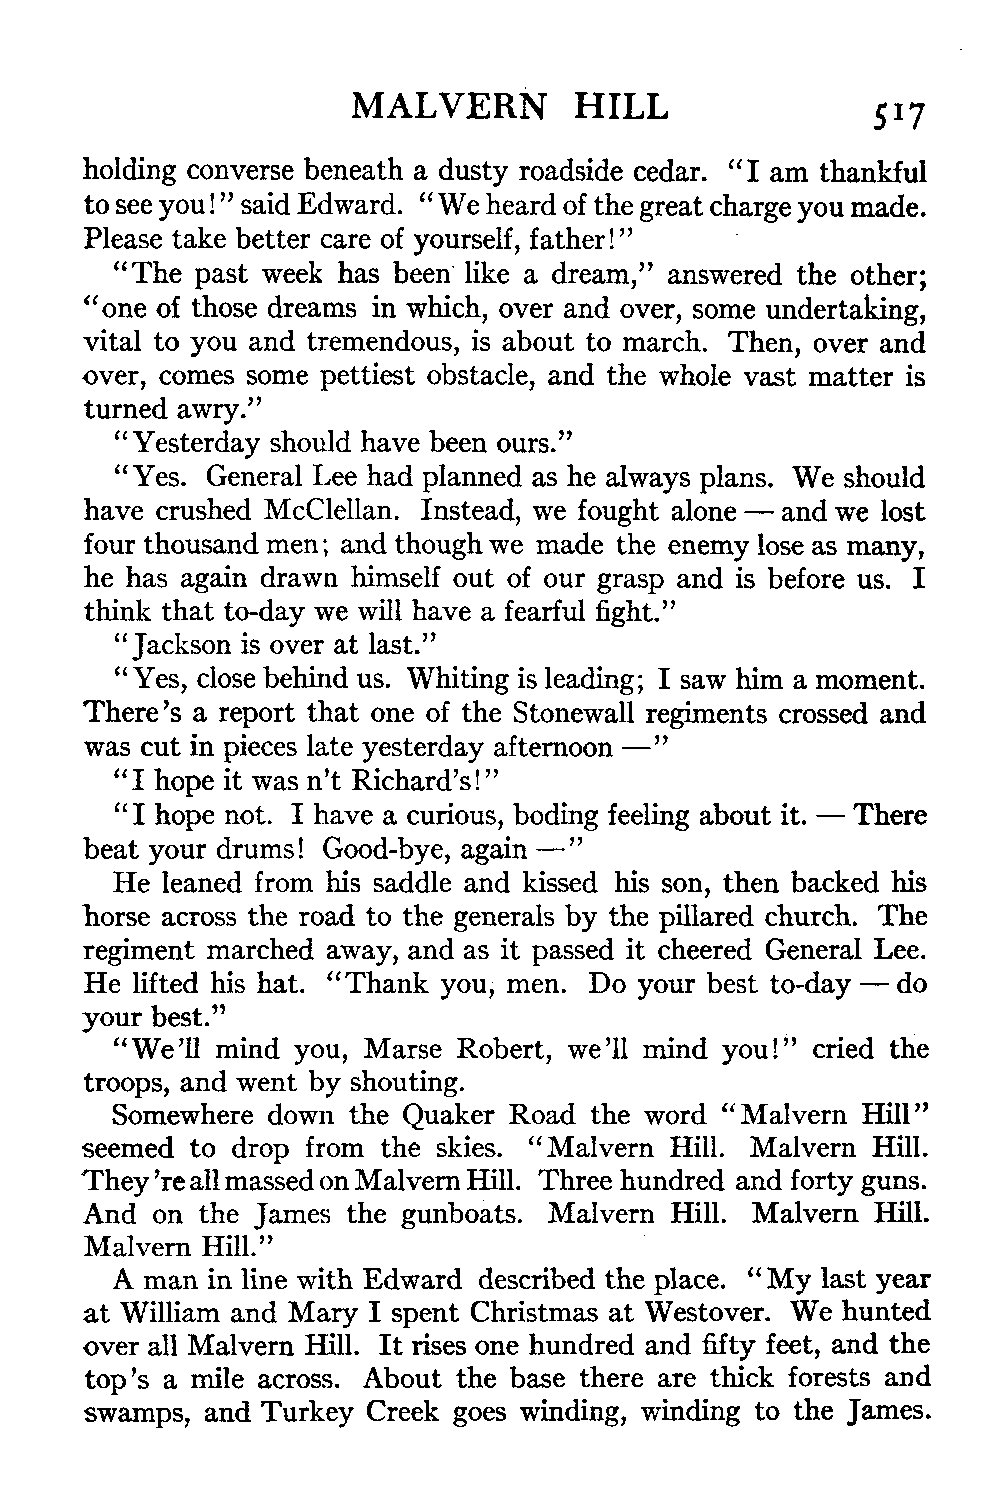 MALVERN HILL 517
holding converse beneath a dusty roadside cedar. "I am thankful
to see you!" said Edward. "We heard of the great charge you made.
Please take better care of yourself, father!"
"The past week has been like a dream," answered the other;
"one of those dreams in which, over and over, some undertaking,
vital to you and tremendous, is about to march. Then, over and
over, comes some pettiest obstacle, and the whole vast matter is
turned awry."
"Yesterday should have been ours."
"Yes. General Lee had planned as he always plans. We should
have crushed McClellan. Instead, we fought alone — and we lost
four thousand men; and though we made the enemy lose as many,
he has again drawn himself out of our grasp and is before us. I
think that to-day we will have a fearful fight."
"Jackson is over at last."
"Yes, close behind us. Whiting is leading; I saw him a moment.
There's a report that one of the Stonewall regiments crossed and
was cut in pieces late yesterday afternoon —"
"I hope it was n't Richard's!"
"I hope not. I have a curious, boding feeling about it. — There
beat your drums! Good-bye, again —"
He leaned from his saddle and kissed his son, then backed his
horse across the road to the generals by the pillared church. The
regiment marched away, and as it passed it cheered General Lee.
He lifted his hat. "Thank you, men. Do your best to-day — do
your best."
"We'll mind you, Marse Robert, we'll mind you!" cried the
troops, and went by shouting.
Somewhere down the Quaker Road the word "Malvern Hill"
seemed to drop from the skies. "Malvern Hill. Malvern Hill.
They're all massed on Malvern Hill. Three hundred and forty guns.
And on the James the gunboats. Malvern Hill. Malvern Hill.
Malvern Hill."
A man in line with Edward described the place. "My last year
at William and Mary I spent Christmas at Westover. We hunted
over all Malvern Hill. It rises one hundred and fifty feet, and the
top's a mile across. About the base there are thick forests and
swamps, and Turkey Creek goes winding, winding to the James.